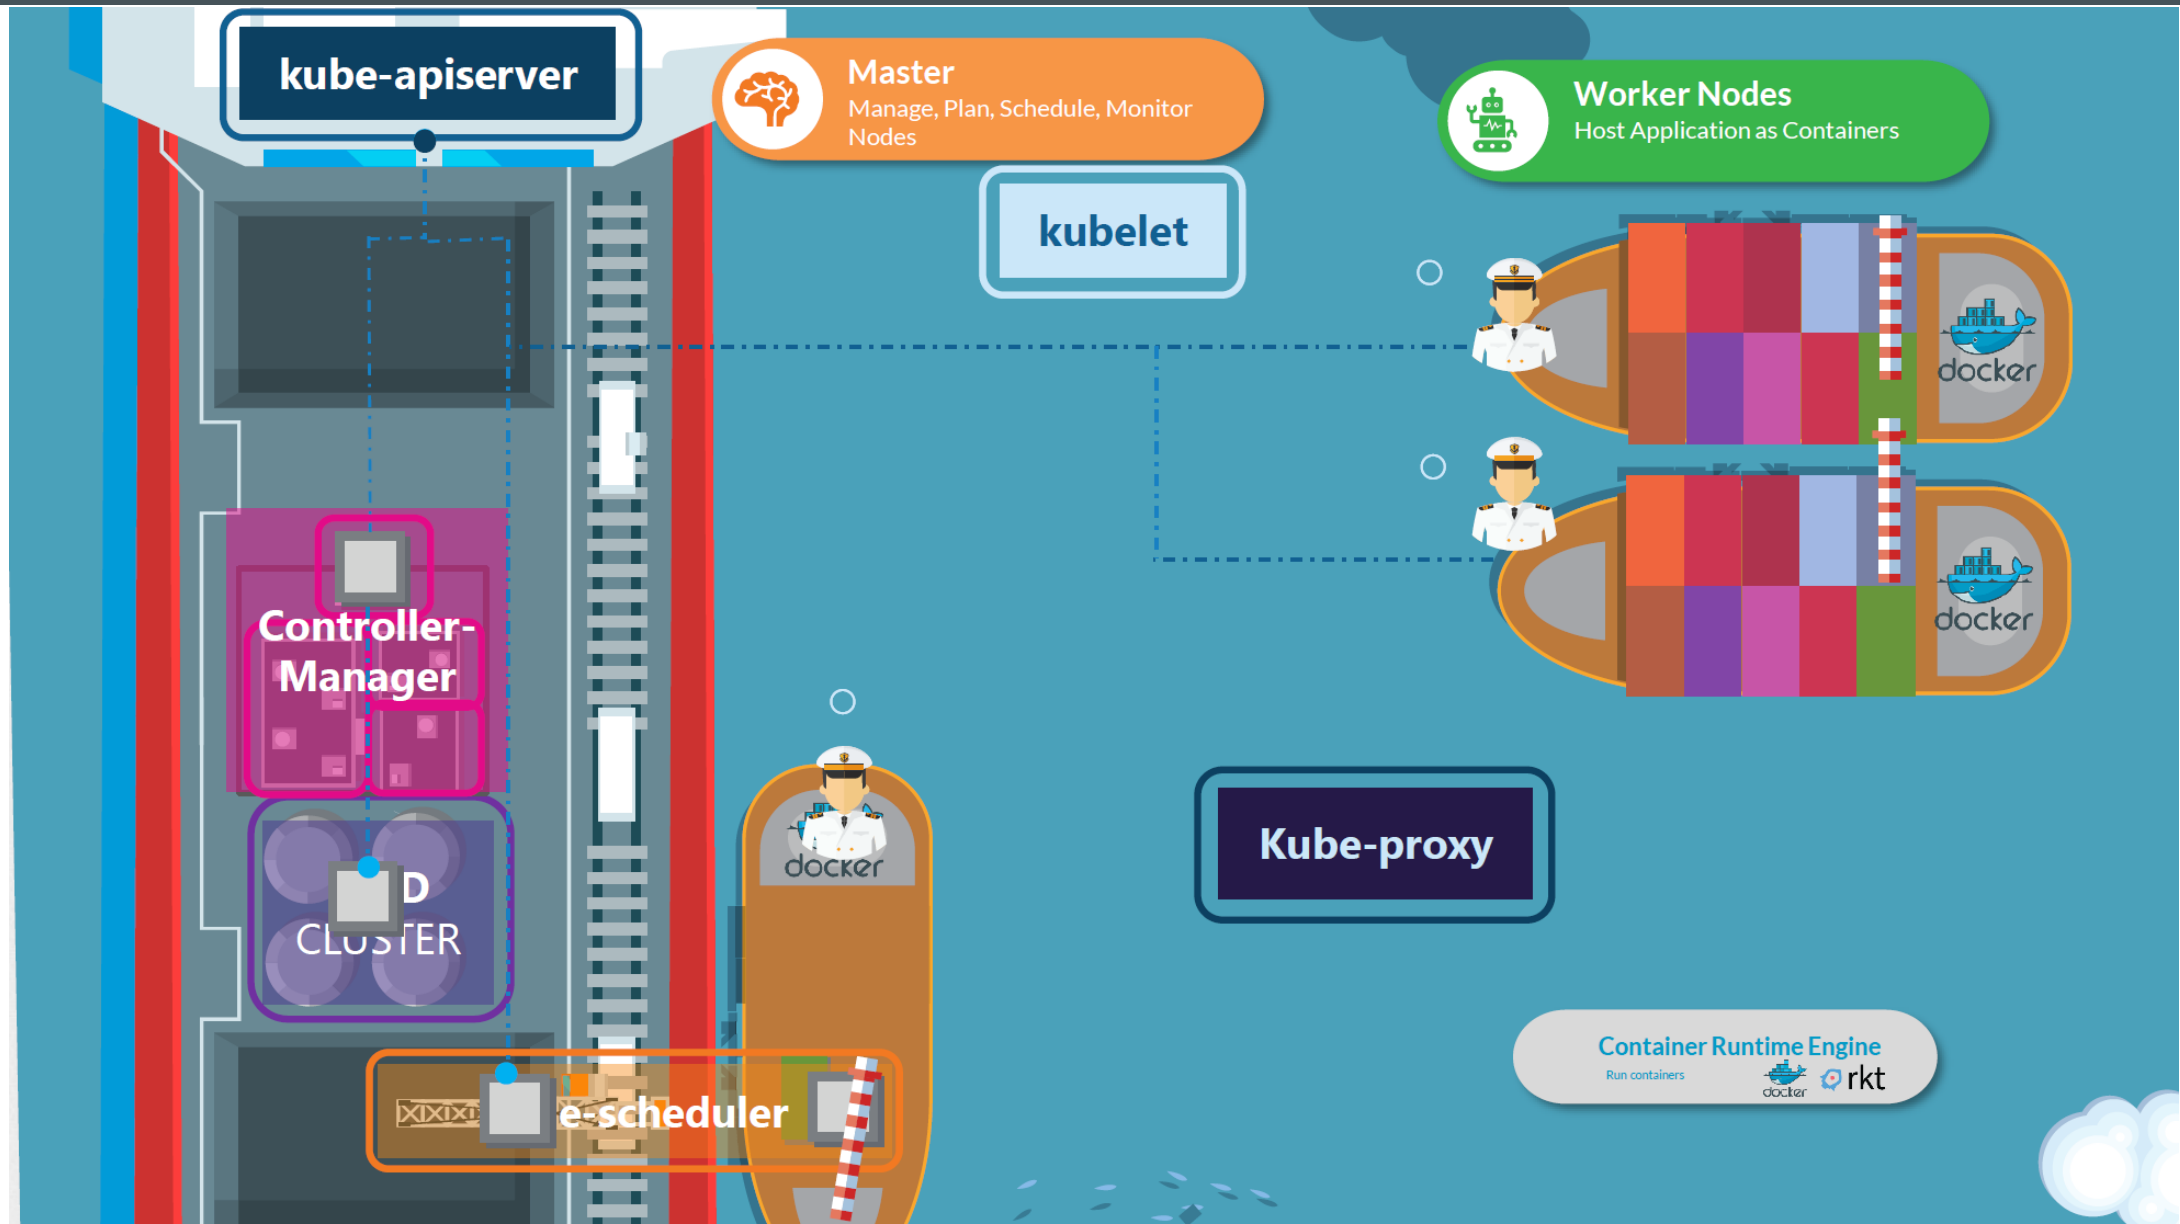 kube-apiserver
Master
Manage, Plan, Schedule, Monitor
Nodes
Worker Nodes
Host Application as Containers
kubelet
docker
docker
Controller-
Manager
D
CLUSTER
docker
Kube-proxy
e-scheduler
Container Runtime Engine
Run containers
docker
rkt